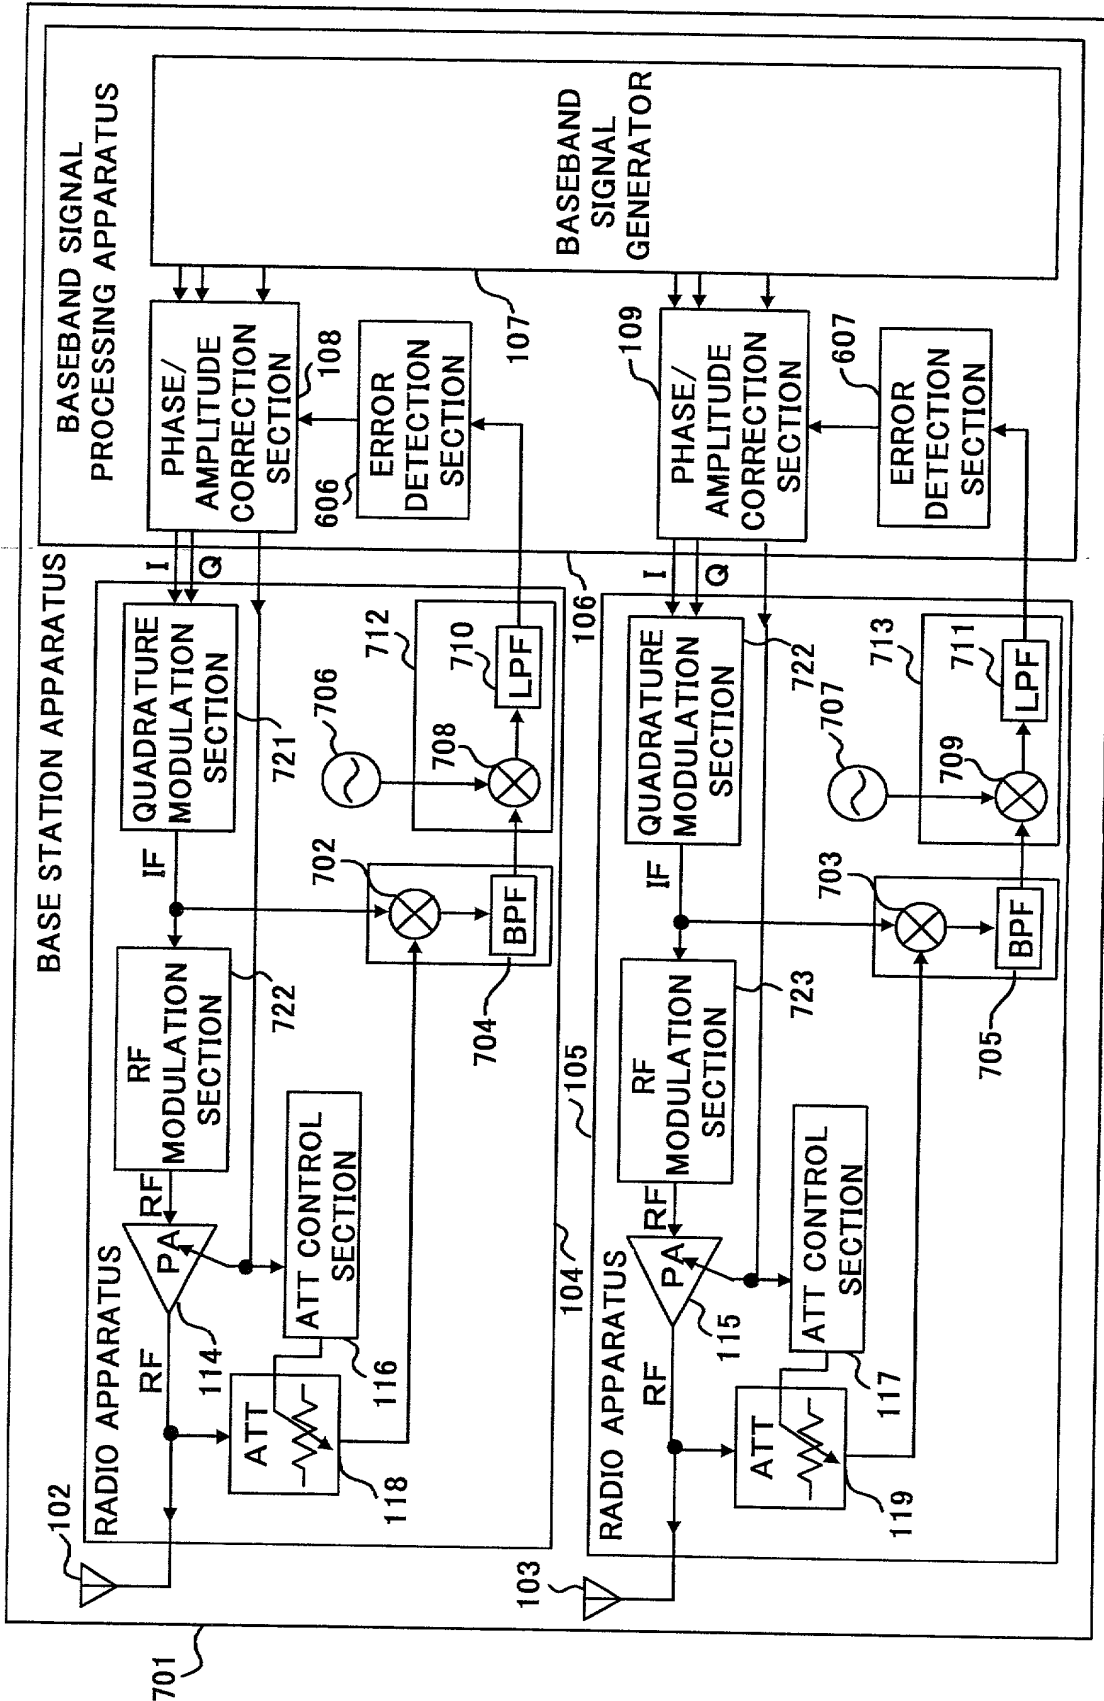 BASE STATION APPARATUS
BASEBAND SIGNAL
PROCESSING APPARATUS
701
102
RADIO APPARATUS
RF
114
PA
RF
RF
MODULATION
SECTION
722
IF
QUADRATURE
MODULATION
SECTION
721
I
Q
PHASE/
AMPLITUDE
CORRECTION
SECTION
108
BASEBAND
SIGNAL
GENERATOR
107
ATT
118
ATT CONTROL
SECTION
116
702
BPF
704
706
708
LPF
710
712
606
ERROR
DETECTION
SECTION
104
106
103
RADIO APPARATUS
105
RF
115
PA
RF
RF
MODULATION
SECTION
723
IF
QUADRATURE
MODULATION
SECTION
722
I
Q
PHASE/
AMPLITUDE
CORRECTION
SECTION
109
ATT
119
ATT CONTROL
SECTION
117
703
BPF
705
707
709
LPF
711
713
607
ERROR
DETECTION
SECTION